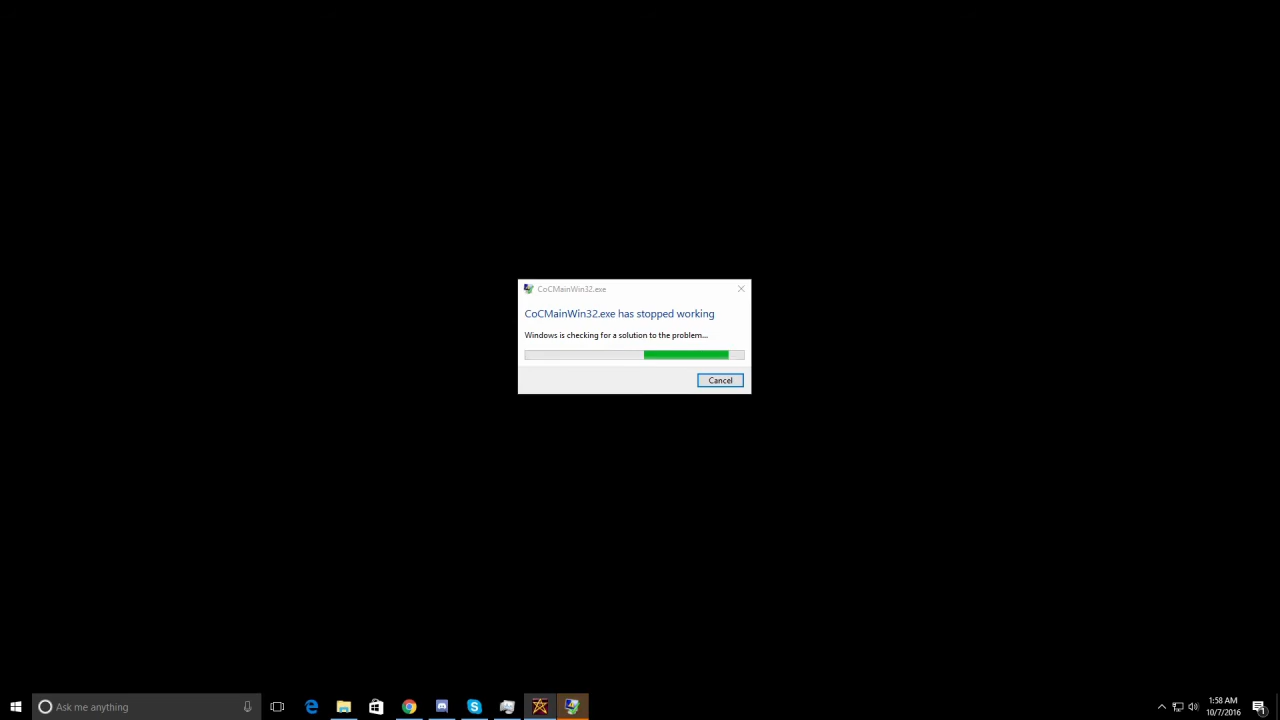 CoCMainWin32.exe
CoCMainWin32.exe has stopped working
Windows is checking for a solution to the problem...
Cancel
Ask me anything
1:58 AM
10/7/2016
1